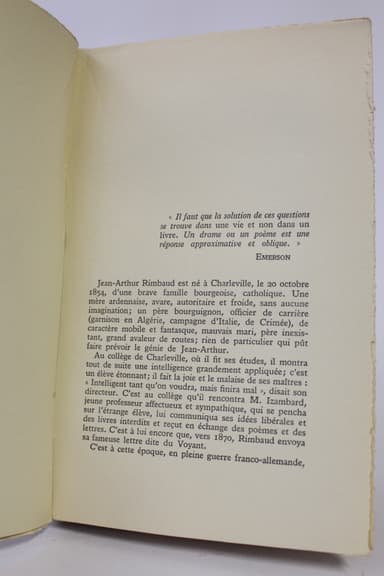 « Il faut que la solution de ces questions
se trouve dans une vie et non dans un
livre. Un drame ou un poème est une
réponse approximative et oblique. »
Emerson
Jean-Arthur Rimbaud est né à Charleville, le 20 octobre
1854, d'une brave famille bourgeoise, catholique. Une
mère ardennaise, avare, autoritaire et froide, sans aucune
imagination; un père bourguignon, officier de carrière
(garnison en Algérie, campagne d'Italie, de Crimée), de
caractère mobile et fantasque, mauvais mari, père inexis-
tant, grand avaleur de routes; rien de particulier qui pût
faire prévoir le génie de Jean-Arthur.
Au collège de Charleville, où il fit ses études, il montra
tout de suite une intelligence grandement appliquée; c'est
un élève étonnant; il fait la joie et le malaise de ses maîtres :
« Intelligent tant qu'on voudra, mais finira mal », disait son
directeur. C'est au collège qu'il rencontra M. Izambard,
jeune professeur affectueux et sympathique, qui se pencha
sur l'étrange élève, lui communiqua ses idées libérales et
des livres interdits et reçut en échange des poèmes et des
lettres. C'est à lui encore que, vers 1870, Rimbaud envoya
sa fameuse lettre dite du Voyant.
C'est à cette époque, en pleine guerre franco-allemande,